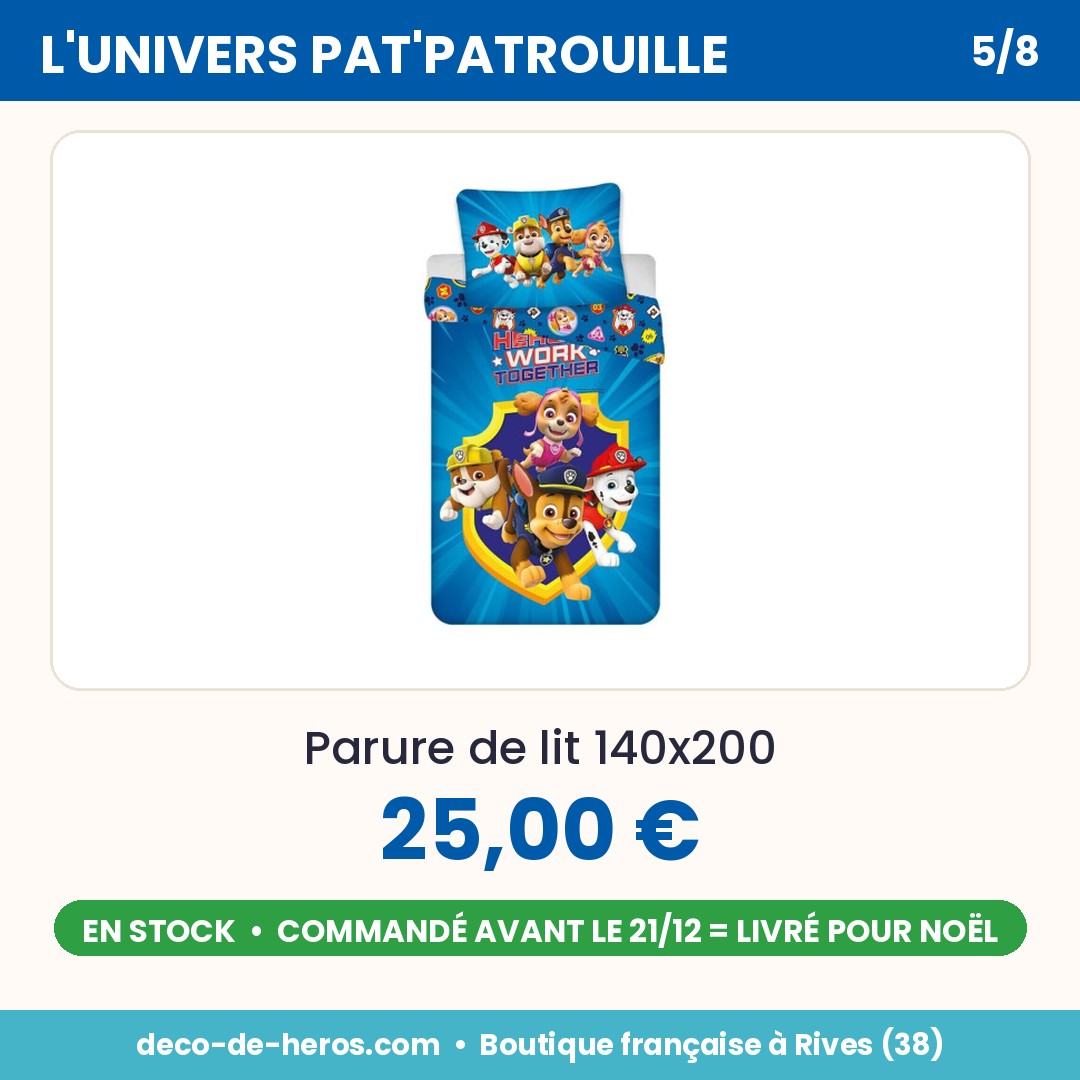 L'UNIVERS PAT'PATROUILLE
5/8
WORK
TOGETHER
Parure de lit 140x200
25,00 €
EN STOCK • COMMANDÉ AVANT LE 21/12 = LIVRÉ POUR NOËL
deco-de-heros.com • Boutique française à Rives (38)